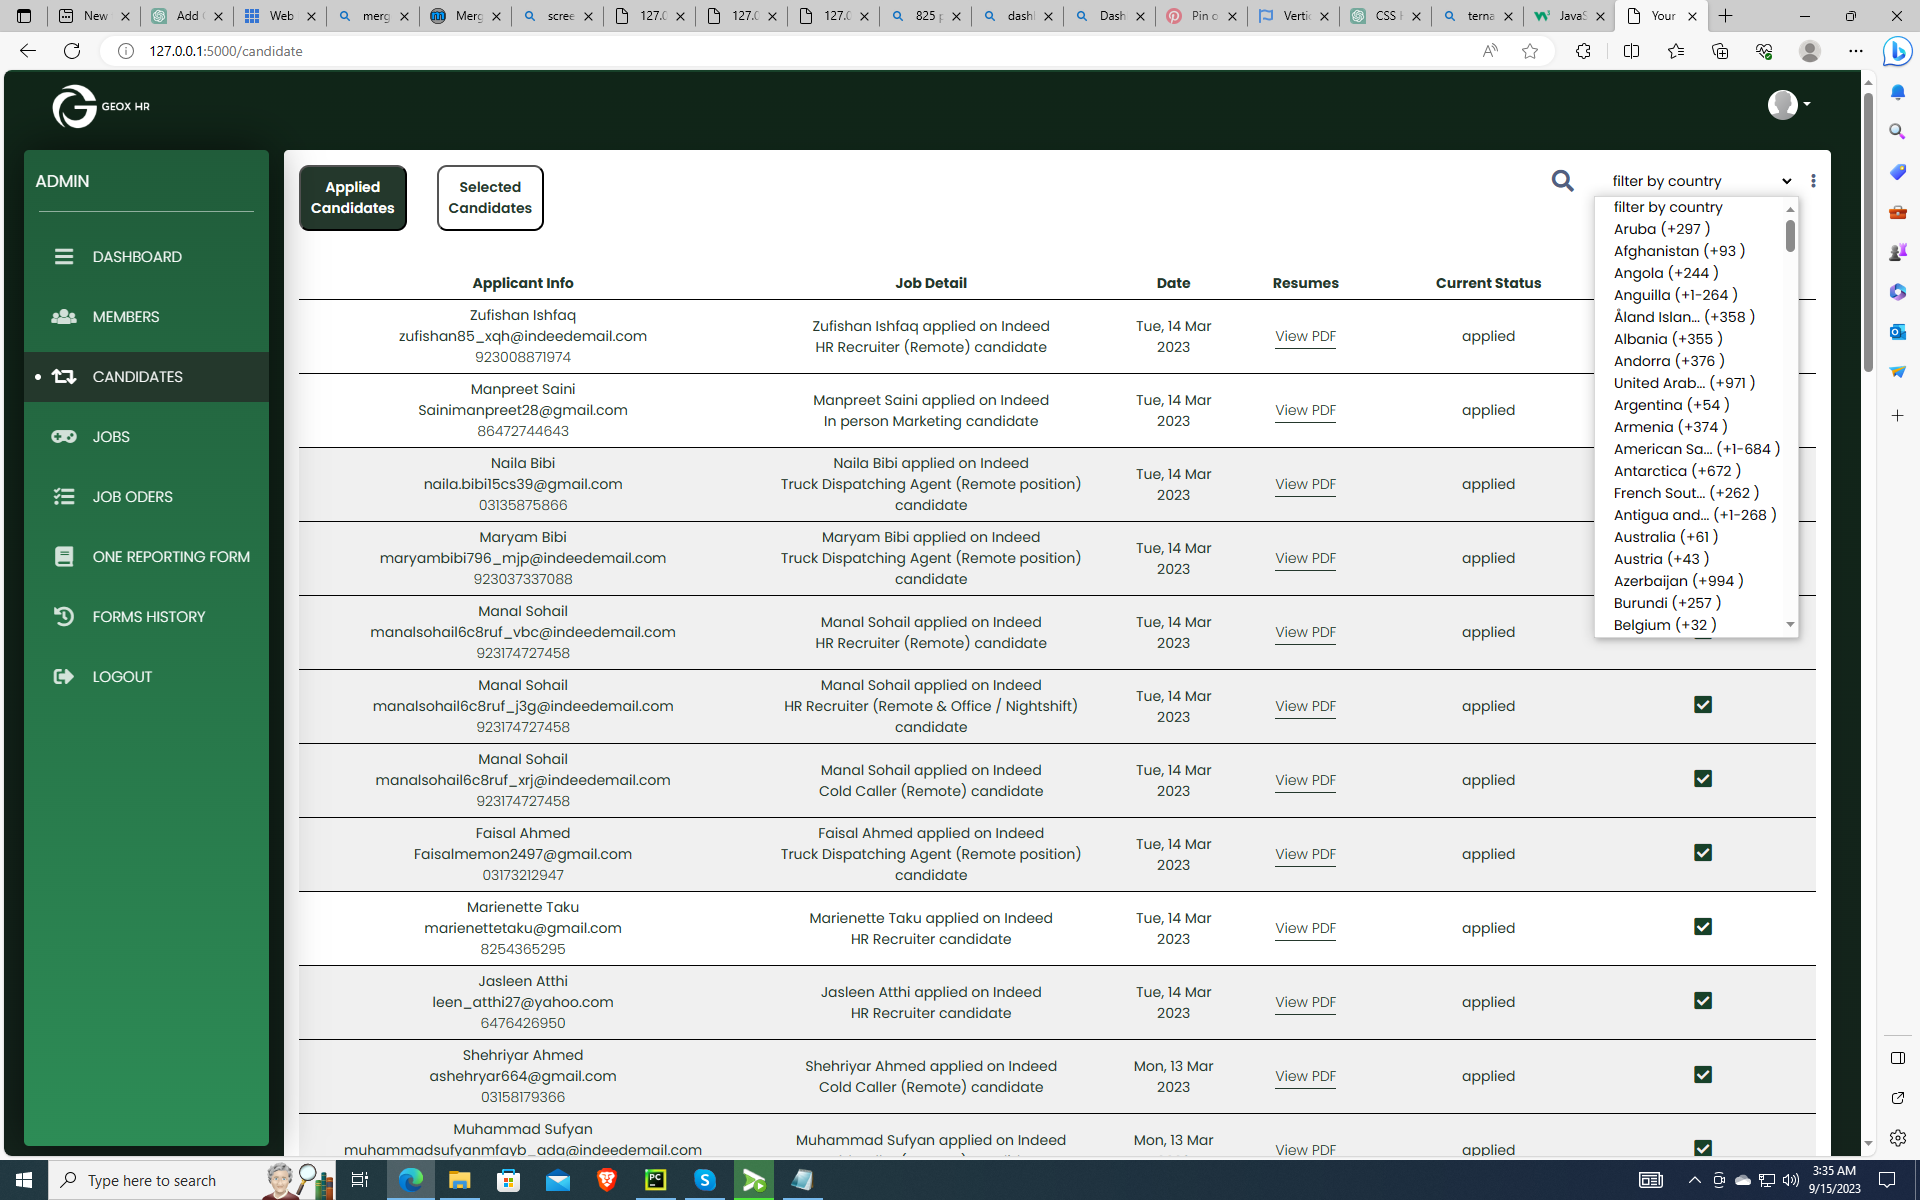 New
Add
Web
merg
Merg
scree
127.0
127.0
127.0
825 p
dashl
Dash
Pin o
Vertic
CSS
terna
JavaS
Your
127.0.0.1:5000/candidate
GEOX HR
ADMIN
DASHBOARD
MEMBERS
CANDIDATES
JOBS
JOB ODERS
ONE REPORTING FORM
FORMS HISTORY
LOGOUT
Applied
Candidates
Selected
Candidates
filter by country
filter by country
Aruba (+297 )
Afghanistan (+93 )
Angola (+244 )
Anguilla (+1-264 )
Åland Islan... (+358 )
Albania (+355 )
Andorra (+376 )
United Arab... (+971 )
Argentina (+54 )
Armenia (+374 )
American Sa... (+1-684 )
Antarctica (+672 )
French Sout... (+262 )
Antigua and... (+1-268 )
Australia (+61 )
Austria (+43 )
Azerbaijan (+994 )
Burundi (+257 )
Belgium (+32 )
Applicant Info Job Detail Date Resumes Current Status
Zufishan Ishfaq
zufishan85_xqh@indeedemail.com
923008871974
Zufishan Ishfaq applied on Indeed
HR Recruiter (Remote) candidate
Tue, 14 Mar
2023
View PDF
applied
Manpreet Saini
Sainimanpreet28@gmail.com
86472744643
Manpreet Saini applied on Indeed
In person Marketing candidate
Tue, 14 Mar
2023
View PDF
applied
Naila Bibi
naila.bibi15cs39@gmail.com
03135875866
Naila Bibi applied on Indeed
Truck Dispatching Agent (Remote position)
candidate
Tue, 14 Mar
2023
View PDF
applied
Maryam Bibi
maryambibi796_mjp@indeedemail.com
923037337088
Maryam Bibi applied on Indeed
Truck Dispatching Agent (Remote position)
candidate
Tue, 14 Mar
2023
View PDF
applied
Manal Sohail
manalsohail6c8ruf_vbc@indeedemail.com
923174727458
Manal Sohail applied on Indeed
HR Recruiter (Remote) candidate
Tue, 14 Mar
2023
View PDF
applied
Manal Sohail
manalsohail6c8ruf_j3g@indeedemail.com
923174727458
Manal Sohail applied on Indeed
HR Recruiter (Remote & Office / Nightshift)
candidate
Tue, 14 Mar
2023
View PDF
applied
Manal Sohail
manalsohail6c8ruf_xrj@indeedemail.com
923174727458
Manal Sohail applied on Indeed
Cold Caller (Remote) candidate
Tue, 14 Mar
2023
View PDF
applied
Faisal Ahmed
Faisalmemon2497@gmail.com
03173212947
Faisal Ahmed applied on Indeed
Truck Dispatching Agent (Remote position)
candidate
Tue, 14 Mar
2023
View PDF
applied
Marienette Taku
marienettetaku@gmail.com
8254365295
Marienette Taku applied on Indeed
HR Recruiter candidate
Tue, 14 Mar
2023
View PDF
applied
Jasleen Atthi
leen_atthi27@yahoo.com
6476426950
Jasleen Atthi applied on Indeed
HR Recruiter candidate
Tue, 14 Mar
2023
View PDF
applied
Shehriyar Ahmed
ashehryar664@gmail.com
03158179366
Shehriyar Ahmed applied on Indeed
Cold Caller (Remote) candidate
Mon, 13 Mar
2023
View PDF
applied
Muhammad Sufyan
muhammadsufyanmfayb_adg@indeedemail.com
Muhammad Sufyan applied on Indeed
Mon, 13 Mar
View PDF
applied
Type here to search
3:35 AM
9/15/2023